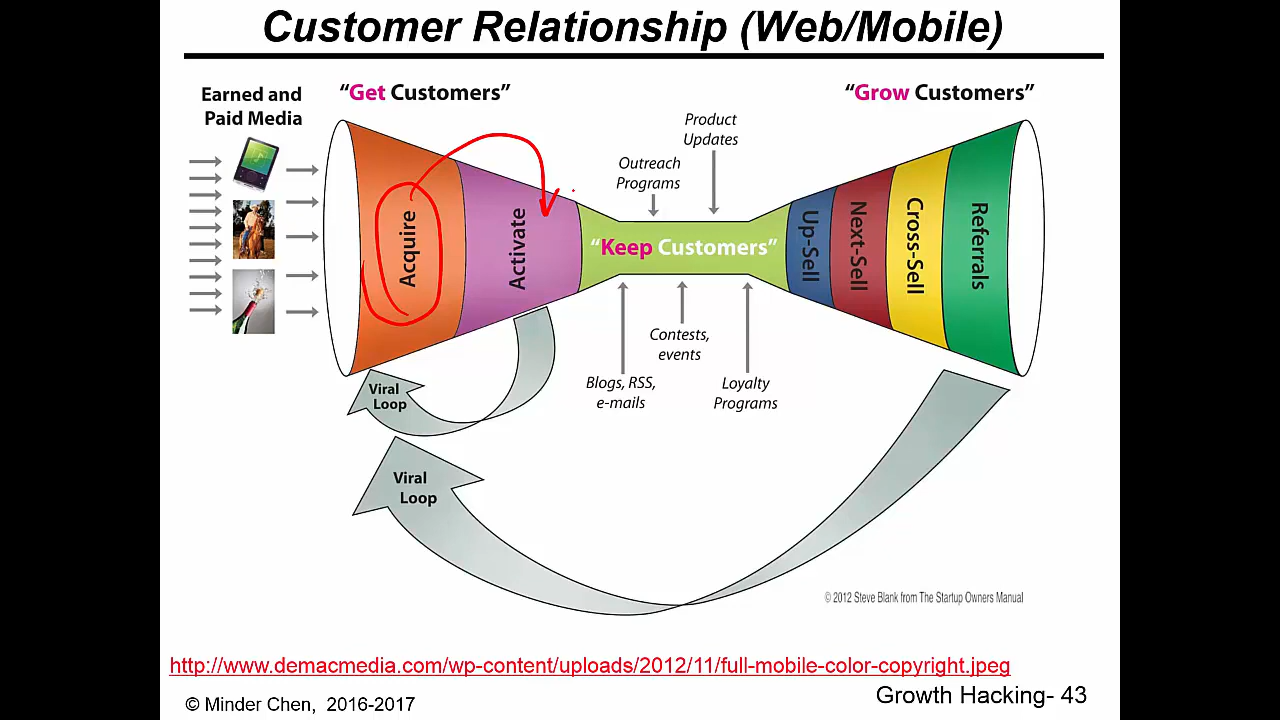 Customer Relationship (Web/Mobile)
Earned and
Paid Media
“Get Customers”
“Grow Customers”
Product
Updates
Outreach
Programs
Acquire
Activate
“Keep Customers”
Up-Sell
Next-Sell
Cross-Sell
Referrals
Contests,
events
Blogs, RSS,
e-mails
Loyalty
Programs
Viral
Loop
Viral
Loop
© 2012 Steve Blank from The Startup Owners Manual
http://www.demacmedia.com/wp-content/uploads/2012/11/full-mobile-color-copyright.jpeg
© Minder Chen, 2016-2017
Growth Hacking- 43